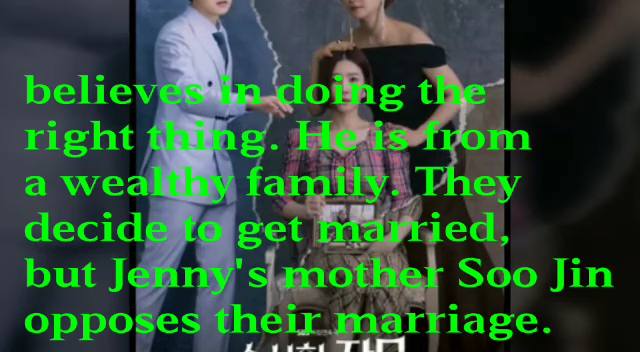 believes in doing the
right thing. He is from
a wealthy family. They
decide to get married,
but Jenny's mother Soo Jin
opposes their marriage.